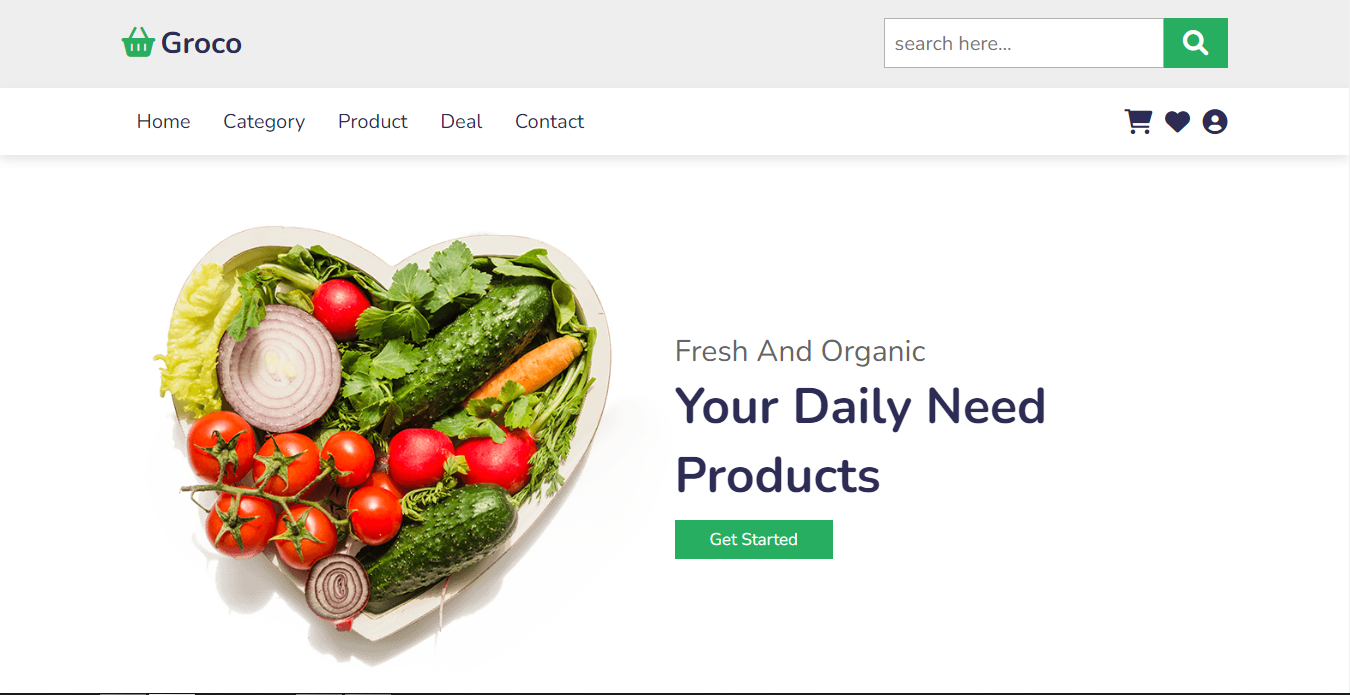 Groco
search here...
Home Category Product Deal Contact
Fresh And Organic
Your Daily Need
Products
Get Started